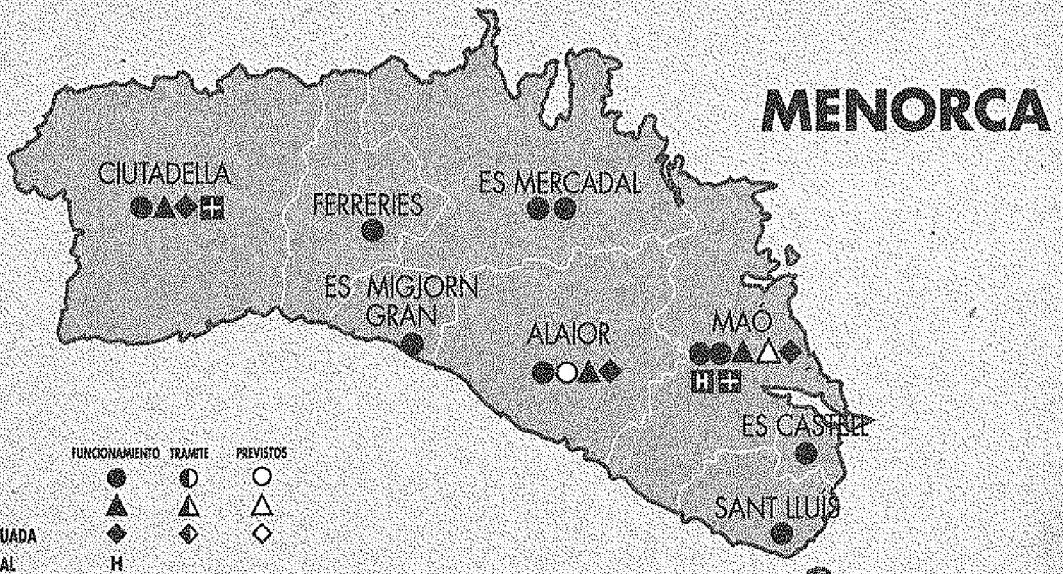 MENORCA
CIUTADELLA
FERRERIES
ES MERCADAL
ES MIGJORN
GRAN
ALAIOR
MAÓ
H
ES CASTELL
SANT LLUÍS
FUNCIONAMIENTO TRAMITE PREVISTOS
UADA
AL H